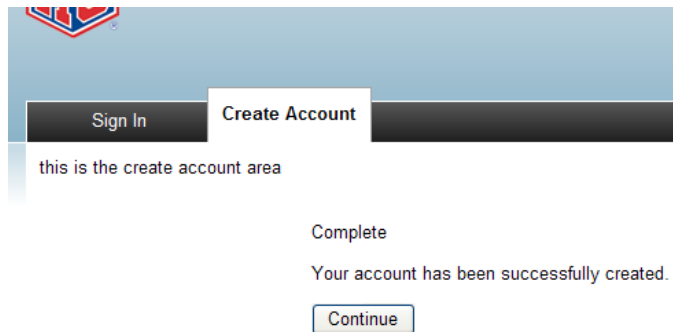 Sign In
Create Account
this is the create account area
Complete
Your account has been successfully created.
Continue